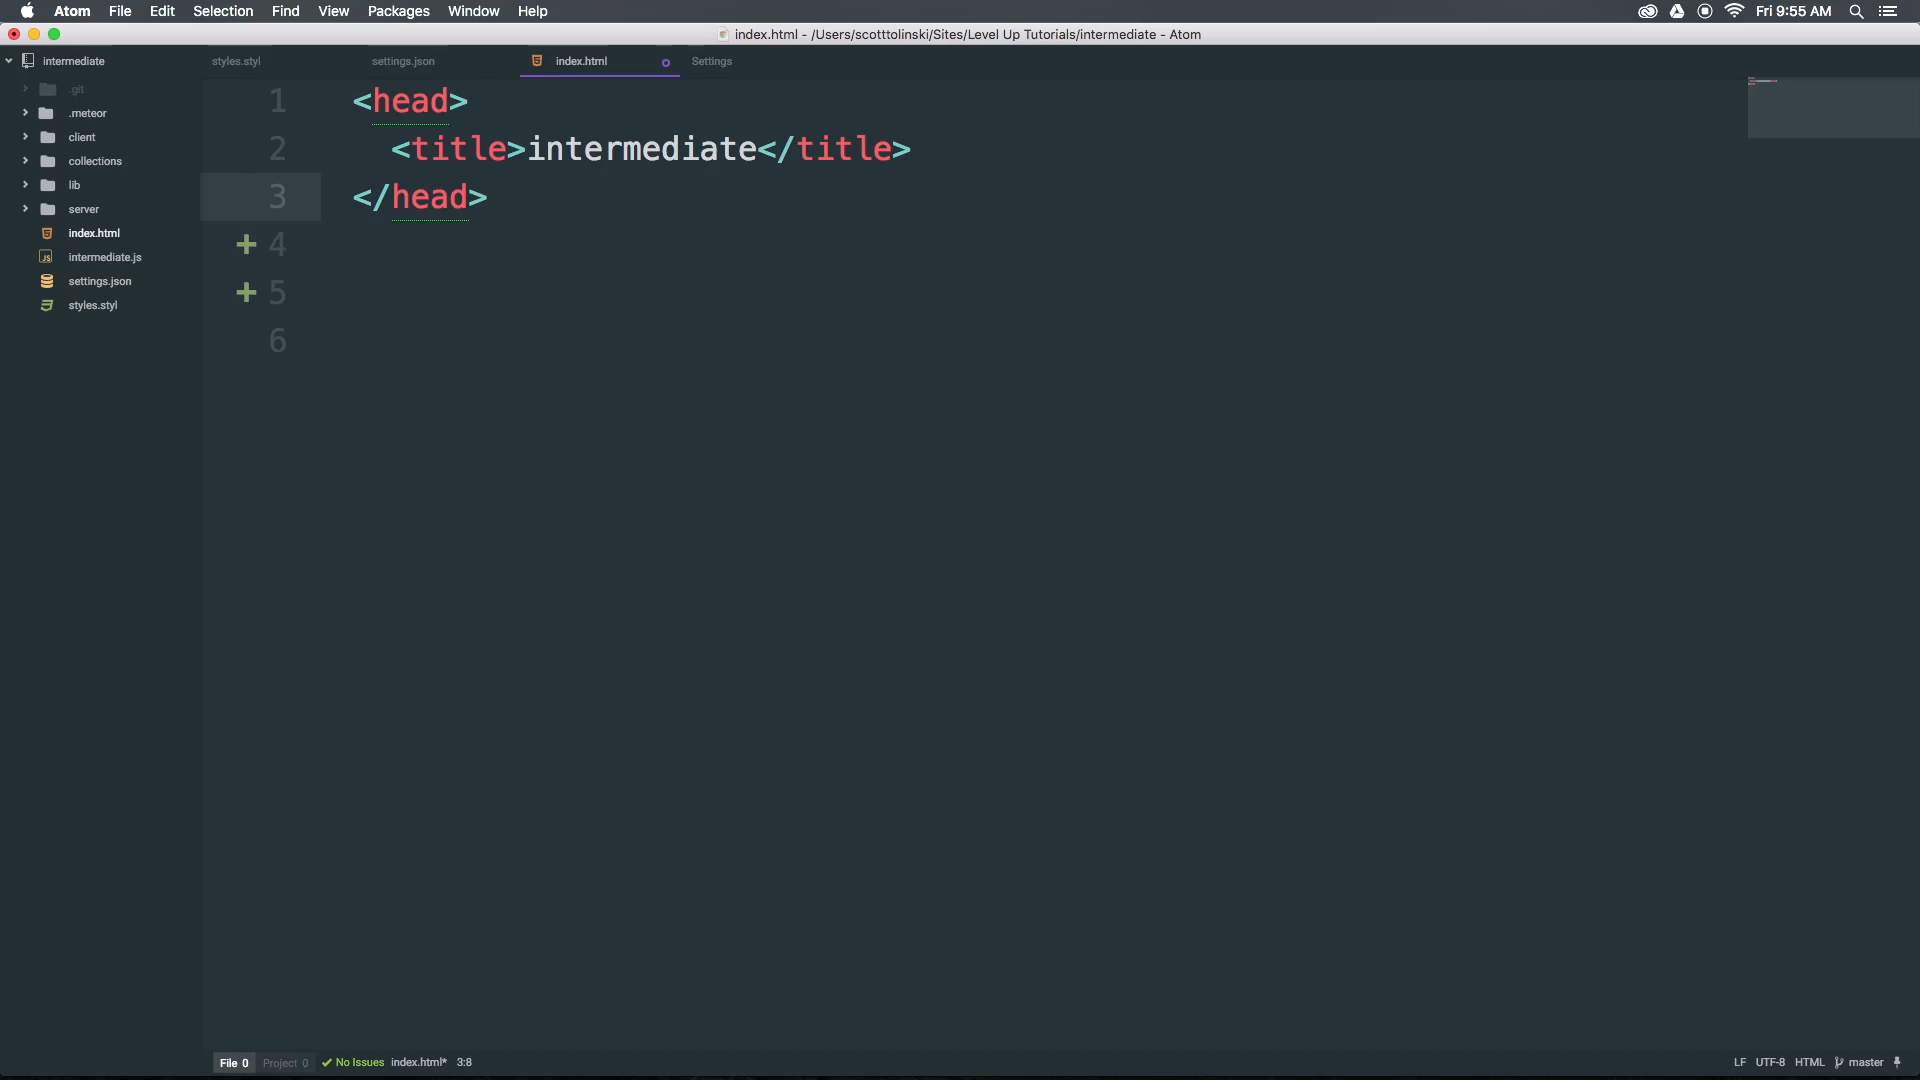 Atom File Edit Selection Find View Packages Window Help Fri 9:55 AM
index.html - /Users/scotttolinski/Sites/Level Up Tutorials/intermediate - Atom
intermediate
.git
.meteor
client
collections
lib
server
index.html
intermediate.js
settings.json
styles.styl
styles.styl settings.json index.html Settings
1 <head>
2 <title>intermediate</title>
3 </head>
+ 4
+ 5
6
File 0 Project 0 No Issues index.html* 3:8 LF UTF-8 HTML master